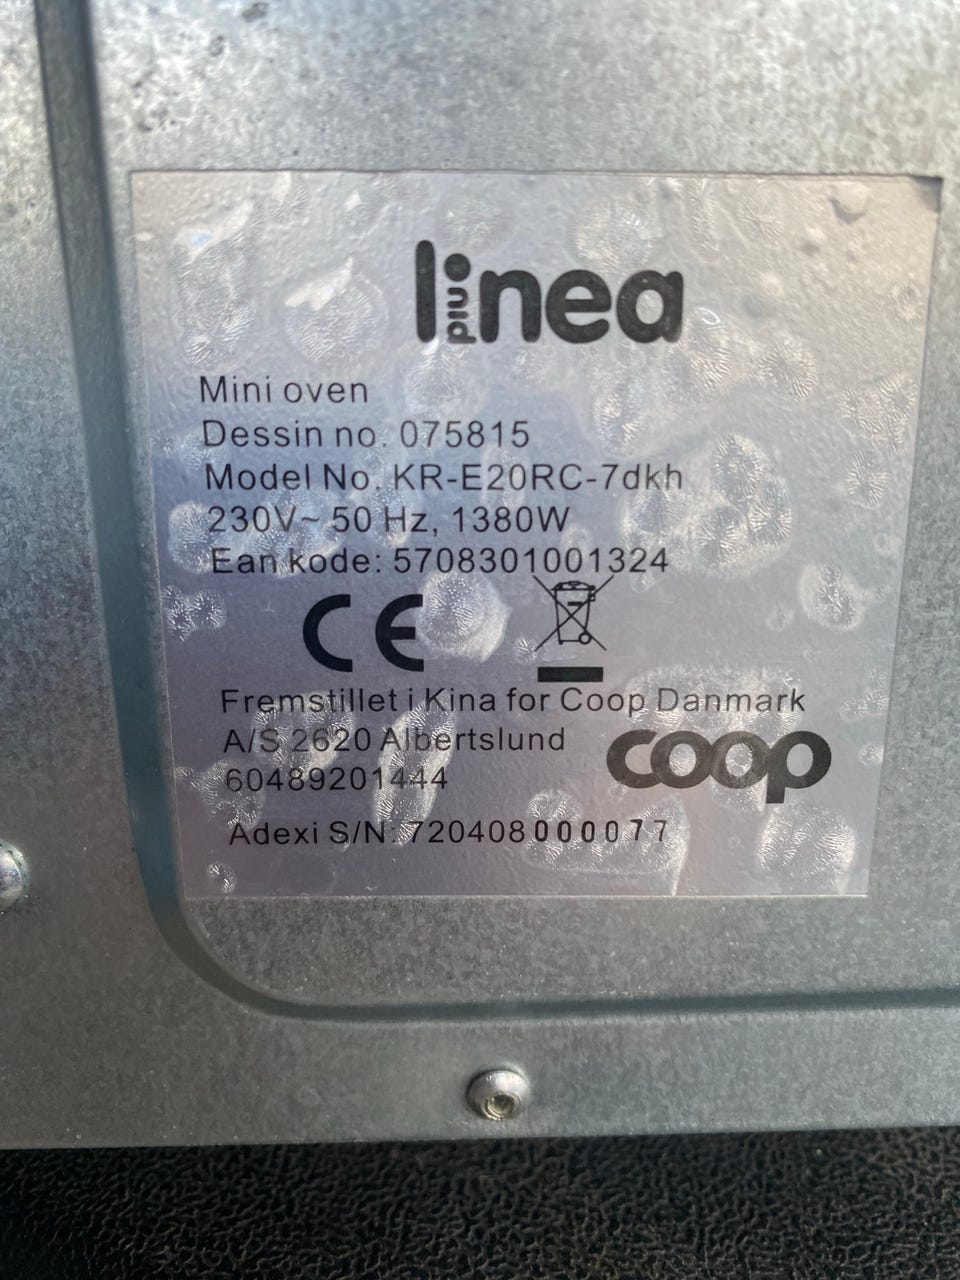 linea
piu
Mini oven
Dessin no. 075815
Model No. KR-E20RC-7dkh
230V~ 50 Hz, 1380W
Ean kode: 5708301001324
CE
Fremstillet i Kina for Coop Danmark
A/S 2620 Albertslund
coop
60489201444
Adexi S/N: 720408000077